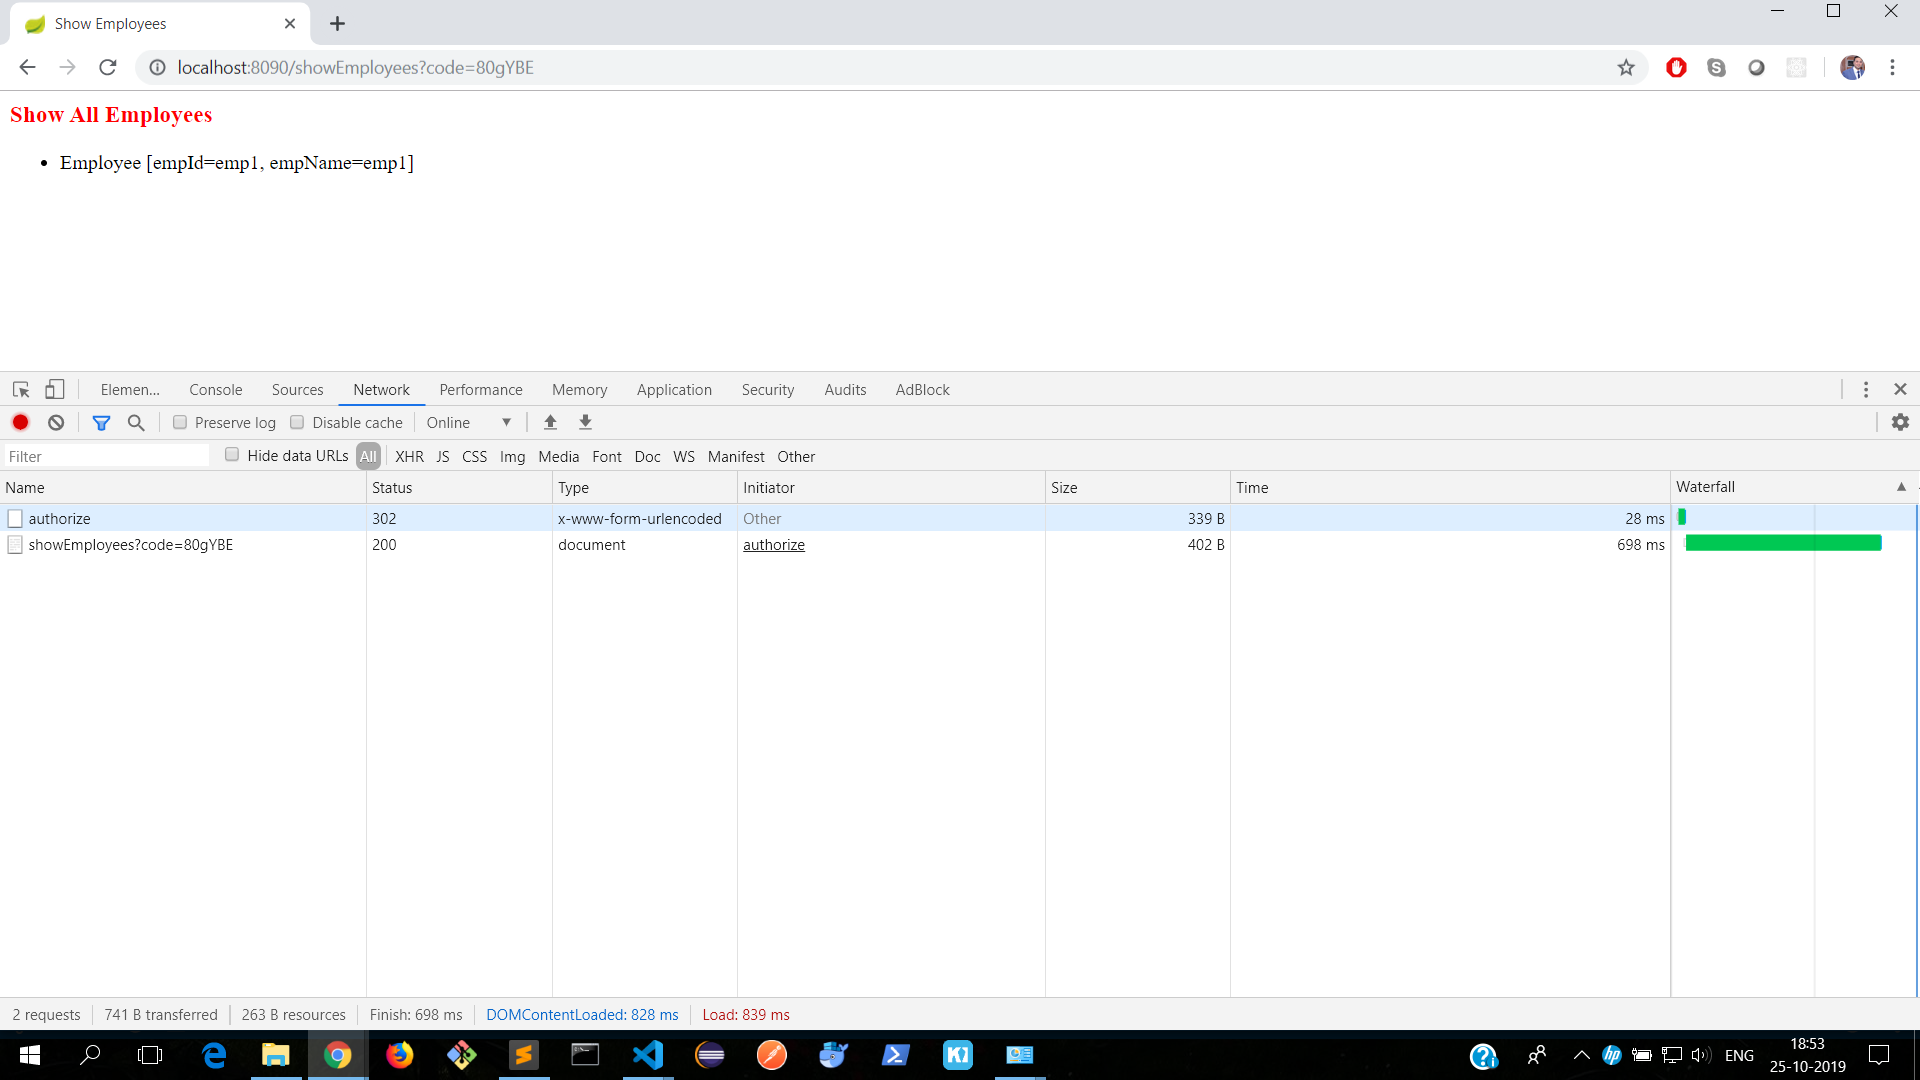 Show Employees
localhost:8090/showEmployees?code=80gYBE
Show All Employees
• Employee [empId=emp1, empName=emp1]
Elemen... Console Sources Network Performance Memory Application Security Audits AdBlock
Preserve log Disable cache Online
Filter Hide data URLs All XHR JS CSS Img Media Font Doc WS Manifest Other
Name Status Type Initiator Size Time Waterfall
authorize 302 x-www-form-urlencoded Other 339 B 28 ms
showEmployees?code=80gYBE 200 document authorize 402 B 698 ms
2 requests 741 B transferred 263 B resources Finish: 698 ms DOMContentLoaded: 828 ms Load: 839 ms
hp ENG 18:53
25-10-2019